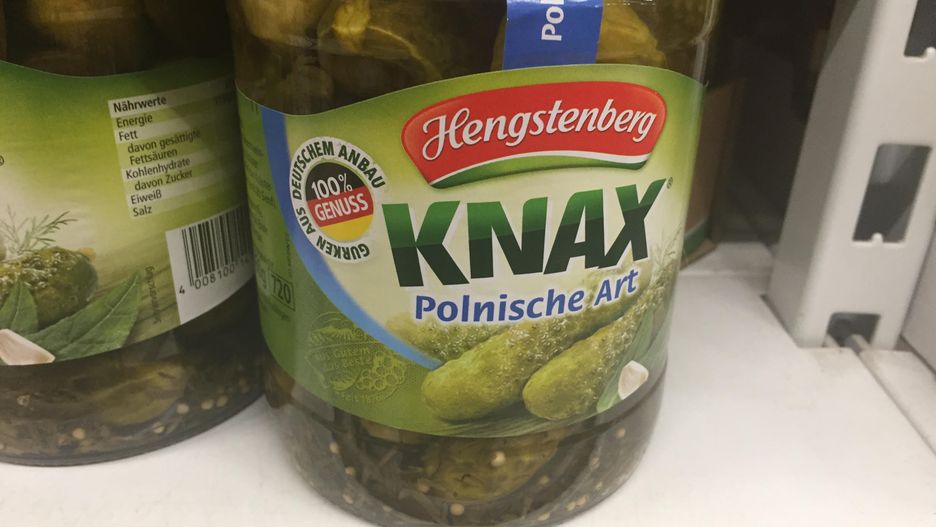 Nährwerte
Energie
Fett
davon gesättigte
Fettsäuren
Kohlenhydrate
davon Zucker
Eiweiß
Salz
4 008100
Pol
Hengstenberg
GURKEN AUS DEUTSCHEM ANBAU
100%
GENUSS
KNAX®
Polnische Art
720